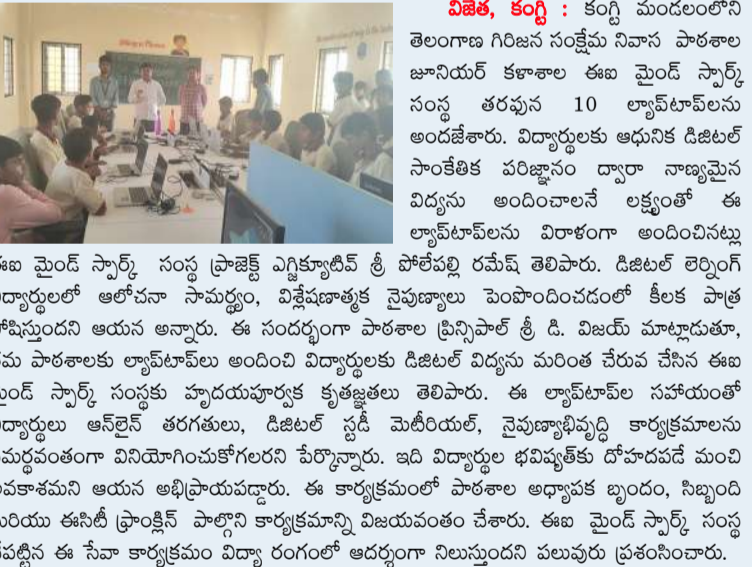 విజేత, కంగ్టి : కంగ్టి మండలంలోని
తెలంగాణ గిరిజన సంక్షేమ నివాస పాఠశాల
జూనియర్ కళాశాల ఈఐ మైండ్ స్పార్క్
సంస్థ తరఫున 10 ల్యాప్‌టాప్‌లను
అందజేశారు. విద్యార్థులకు ఆధునిక డిజిటల్
సాంకేతిక పరిజ్ఞానం ద్వారా నాణ్యమైన
విద్యను అందించాలనే లక్ష్యంతో ఈ
ల్యాప్‌టాప్‌లను విరాళంగా అందించినట్లు
ఈఐ మైండ్ స్పార్క్ సంస్థ ప్రాజెక్ట్ ఎగ్జిక్యూటివ్ శ్రీ పోలేపల్లి రమేష్ తెలిపారు. డిజిటల్ లెర్నింగ్
ద్యార్థులలో ఆలోచనా సామర్థ్యం, విశ్లేషణాత్మక నైపుణ్యాలు పెంపొందించడంలో కీలక పాత్ర
పోషిస్తుందని ఆయన అన్నారు. ఈ సందర్భంగా పాఠశాల ప్రిన్సిపాల్ శ్రీ డి. విజయ్ మాట్లాడుతూ,
తమ పాఠశాలకు ల్యాప్‌టాప్‌లు అందించి విద్యార్థులకు డిజిటల్ విద్యను మరింత చేరువ చేసిన ఈఐ
మైండ్ స్పార్క్ సంస్థకు హృదయపూర్వక కృతజ్ఞతలు తెలిపారు. ఈ ల్యాప్‌టాప్‌ల సహాయంతో
ద్యార్థులు ఆన్‌లైన్ తరగతులు, డిజిటల్ స్టడీ మెటీరియల్, నైపుణ్యాభివృద్ధి కార్యక్రమాలను
మర్థవంతంగా వినియోగించుకోగలరని పేర్కొన్నారు. ఇది విద్యార్థుల భవిష్యత్‌కు దోహదపడే మంచి
వకాశమని ఆయన అభిప్రాయపడ్డారు. ఈ కార్యక్రమంలో పాఠశాల అధ్యాపక బృందం, సిబ్బంది
మరియు ఈసిటీ ఫ్రాంక్లిన్ పాల్గొని కార్యక్రమాన్ని విజయవంతం చేశారు. ఈఐ మైండ్ స్పార్క్ సంస్థ
పట్టిన ఈ సేవా కార్యక్రమం విద్యా రంగంలో ఆదర్శంగా నిలుస్తుందని పలువురు ప్రశంసించారు.